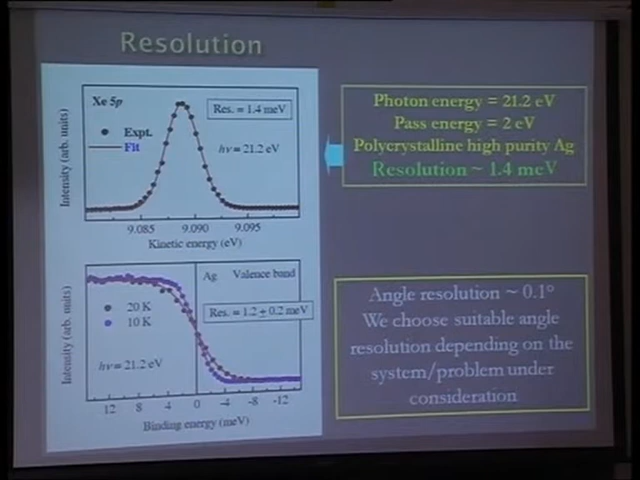 Resolution
Xe 5p
Res. = 1.4 meV
Expt.
Fit
hν = 21.2 eV
Intensity (arb. units)
9.085 9.090 9.095
Kinetic energy (eV)
Ag Valence band
20 K
10 K
Res. = 1.2 ± 0.2 meV
hν = 21.2 eV
Intensity (arb. units)
12 8 4 0 -4 -8 -12
Binding energy (meV)
Photon energy = 21.2 eV
Pass energy = 2 eV
Polycrystalline high purity Ag
Resolution ~ 1.4 meV
Angle resolution ~ 0.1°
We choose suitable angle
resolution depending on the
system/problem under
consideration